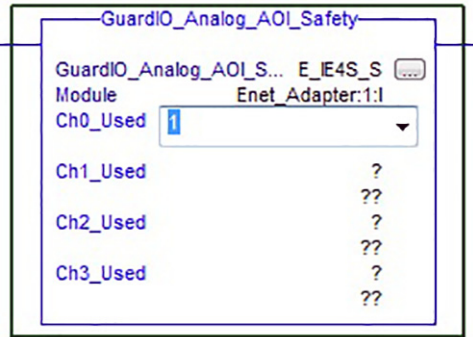 GuardIO_Analog_AOI_Safety
GuardIO_Analog_AOI_S... E_IE4S_S ...
Module Enet_Adapter:1:I
Ch0_Used 1
Ch1_Used ?
??
Ch2_Used ?
??
Ch3_Used ?
??